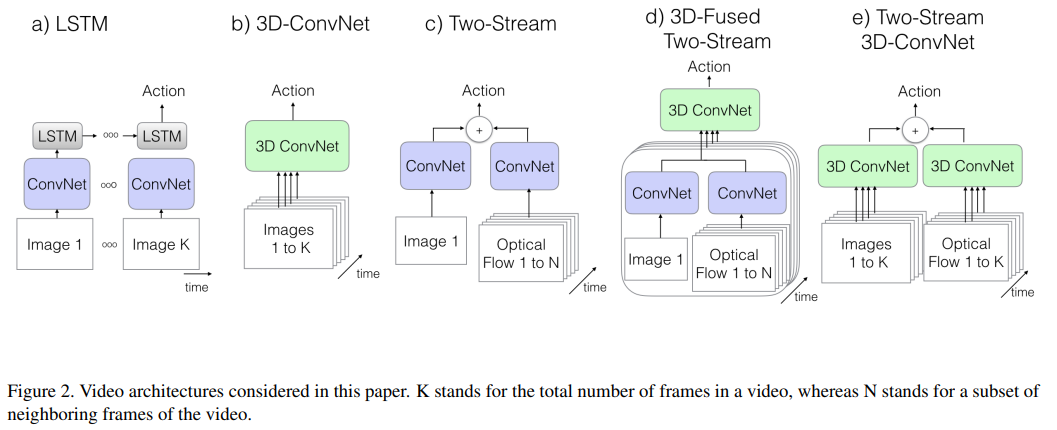 a) LSTM
Action
LSTM
ooo
LSTM
ConvNet
ooo
ConvNet
Image 1
ooo
Image K
time
b) 3D-ConvNet
Action
3D ConvNet
Images
1 to K
time
c) Two-Stream
Action
+
ConvNet
ConvNet
Image 1
Optical
Flow 1 to N
time
d) 3D-Fused
Two-Stream
Action
3D ConvNet
ConvNet
ConvNet
Image 1
Optical
Flow 1 to N
time
e) Two-Stream
3D-ConvNet
Action
+
3D ConvNet
3D ConvNet
Images
1 to K
Optical
Flow 1 to K
time
Figure 2. Video architectures considered in this paper. K stands for the total number of frames in a video, whereas N stands for a subset of
neighboring frames of the video.